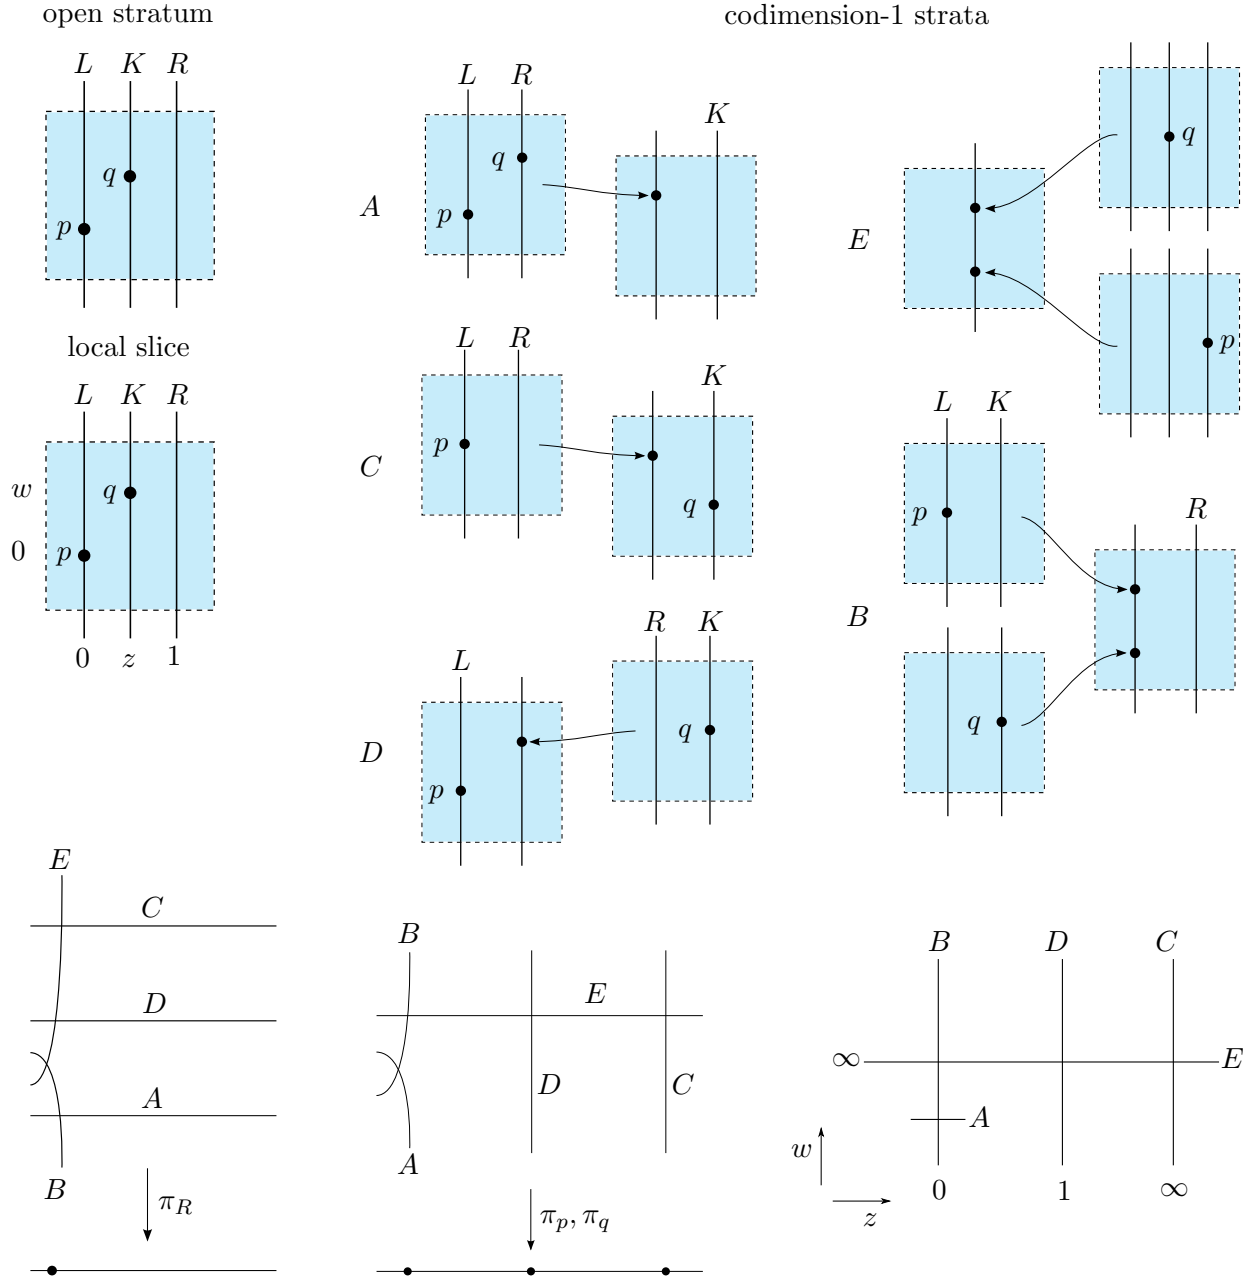 open stratum
codimension-1 strata
L K R
q
p
local slice
L K R
w
q
0
p
0 z 1
A
L R
q
p
K
C
L R
p
K
q
D
L
p
R K
q
E
q
p
B
L K
p
q
R
E
C
D
A
B
π_R
B
E
D
C
A
π_p, π_q
B D C
∞
E
A
w
0 1 ∞
z